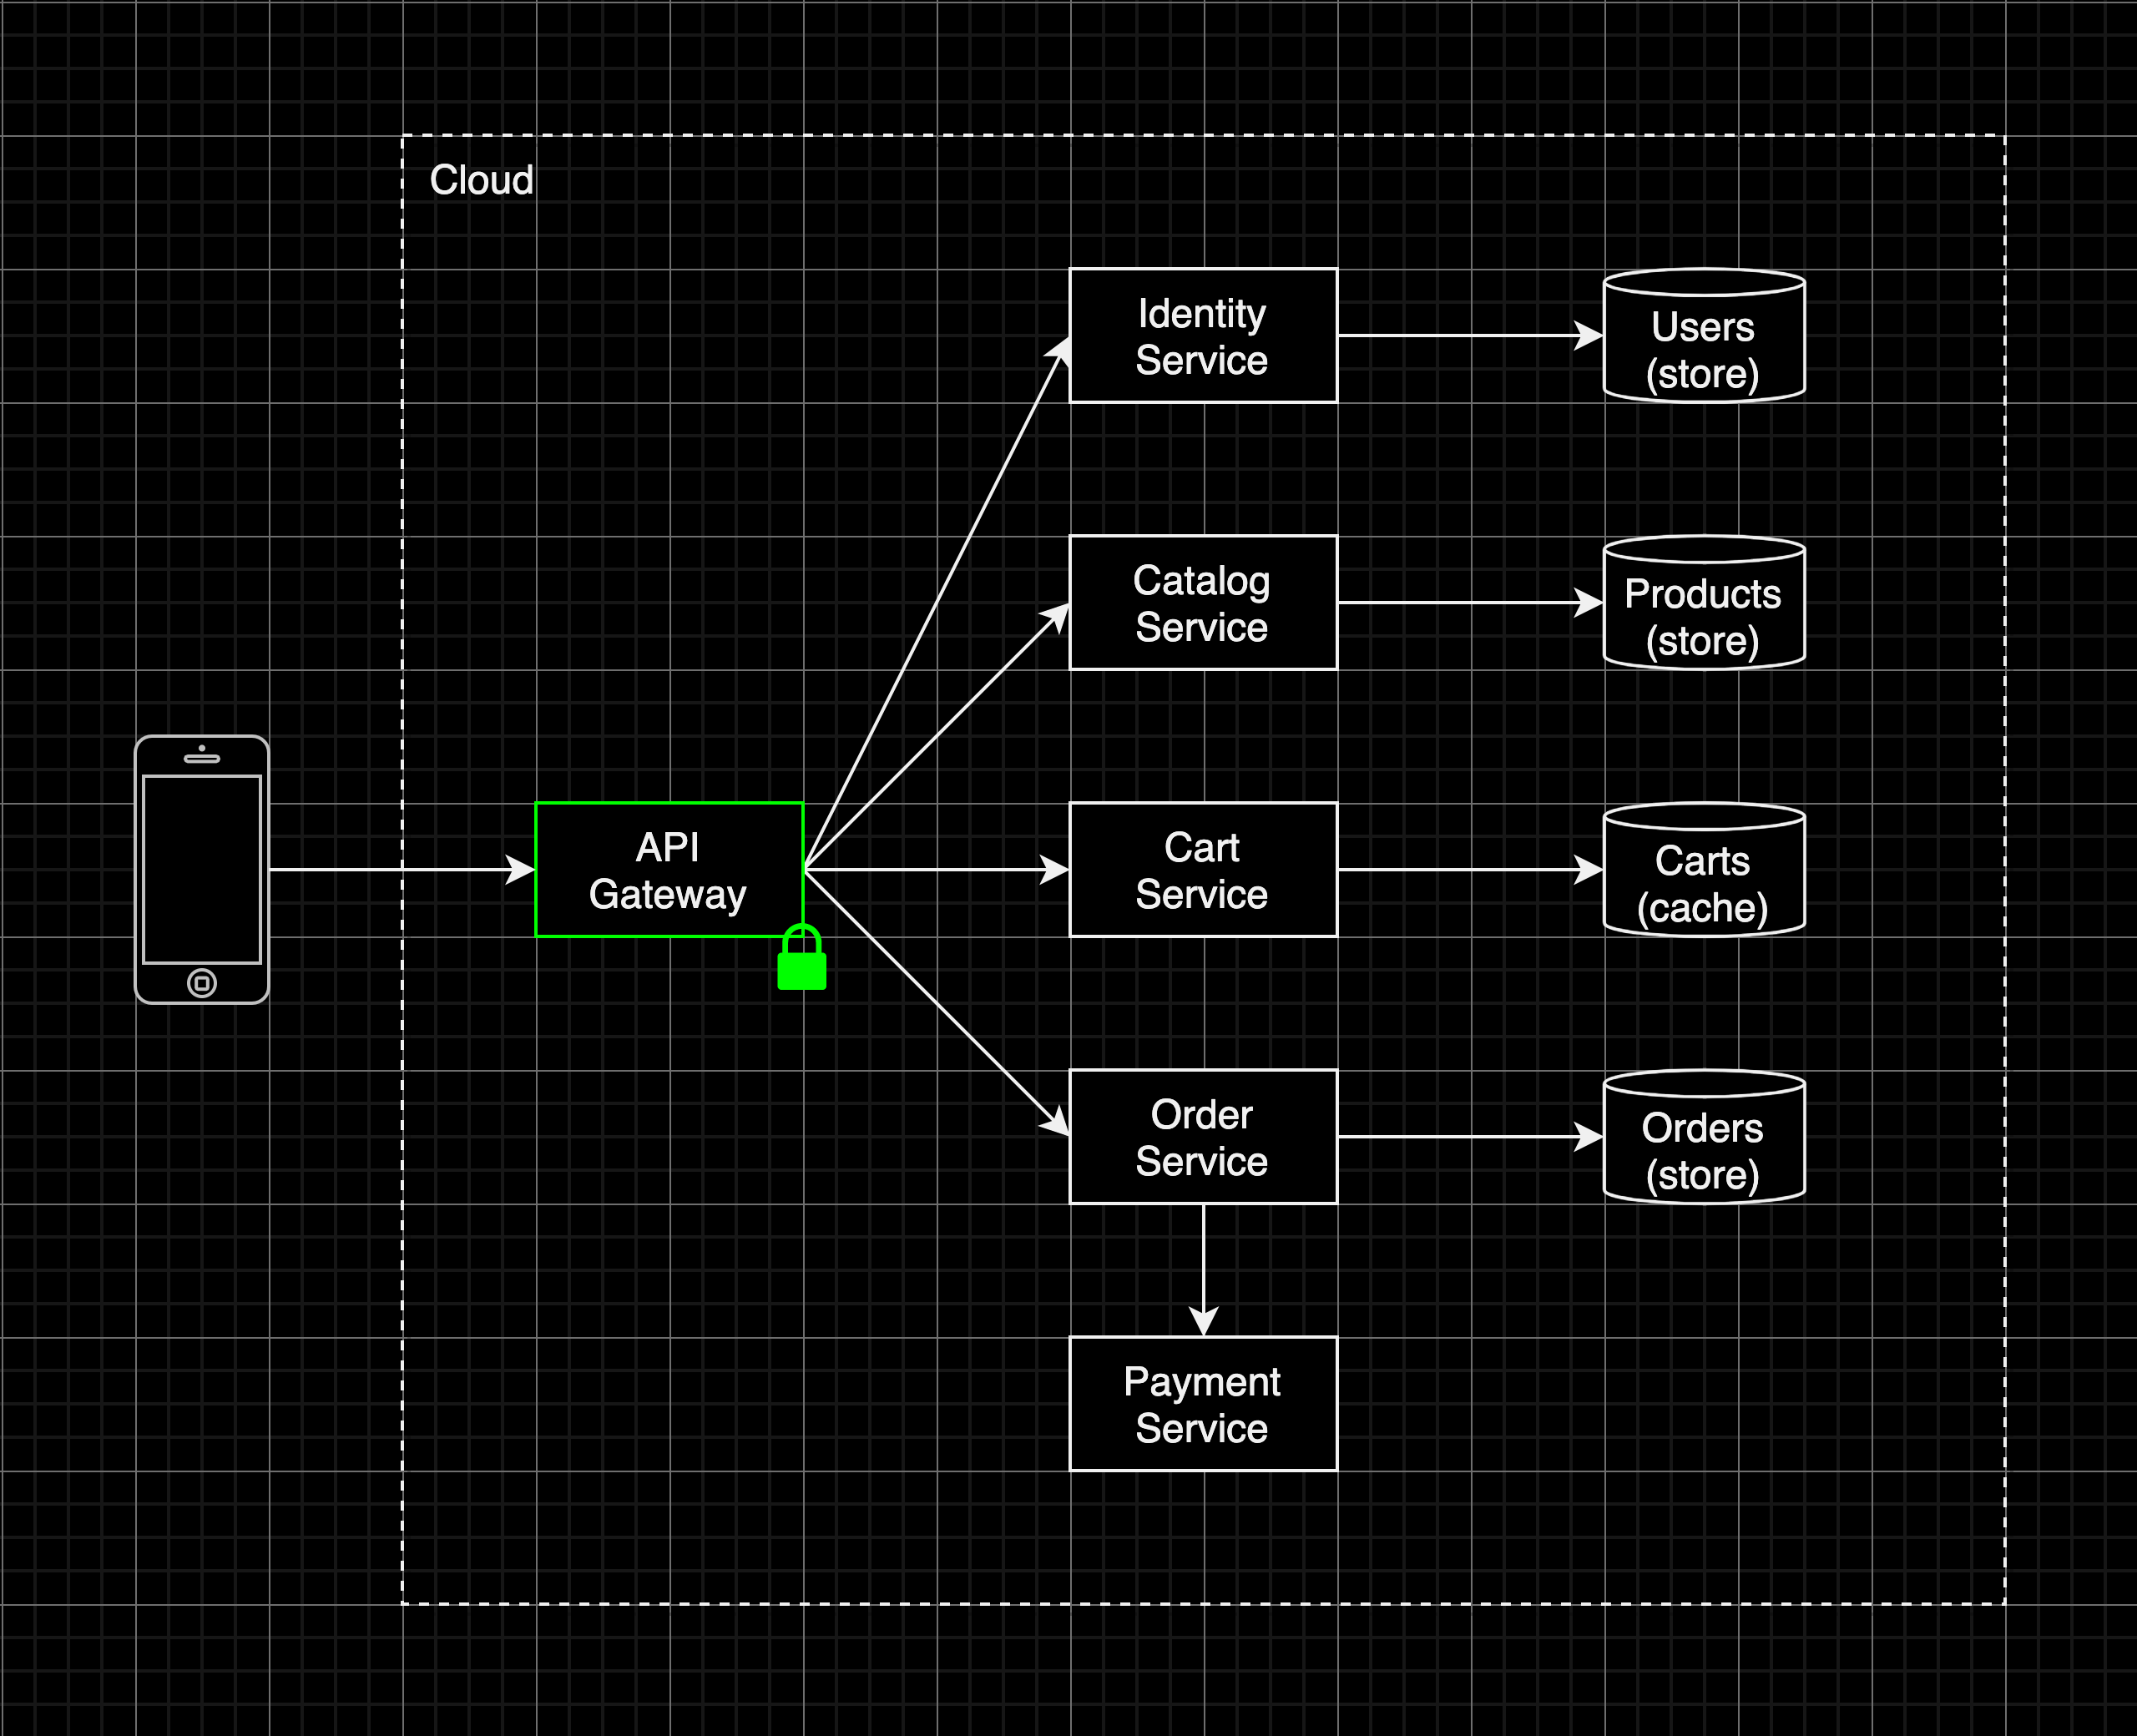 Cloud
Identity
Service
Users
(store)
Catalog
Service
Products
(store)
API
Gateway
Cart
Service
Carts
(cache)
Order
Service
Orders
(store)
Payment
Service